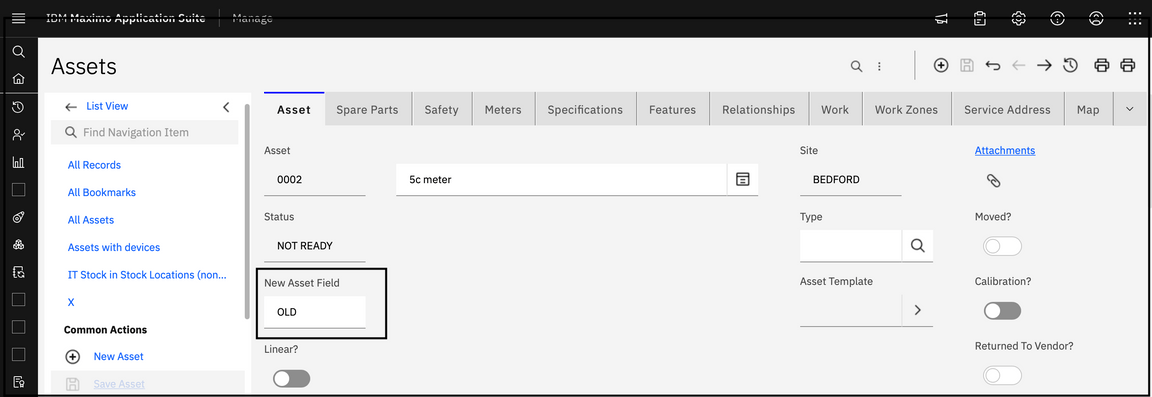 IBM Maximo Application Suite
Manage
Assets
List View
Find Navigation Item
All Records
All Bookmarks
All Assets
Assets with devices
IT Stock in Stock Locations (non...
X
Common Actions
New Asset
Save Asset
Asset Spare Parts Safety Meters Specifications Features Relationships Work Work Zones Service Address Map
Asset
0002
5c meter
Site
BEDFORD
Attachments
Status
NOT READY
Type
Moved?
New Asset Field
OLD
Asset Template
Calibration?
Linear?
Returned To Vendor?